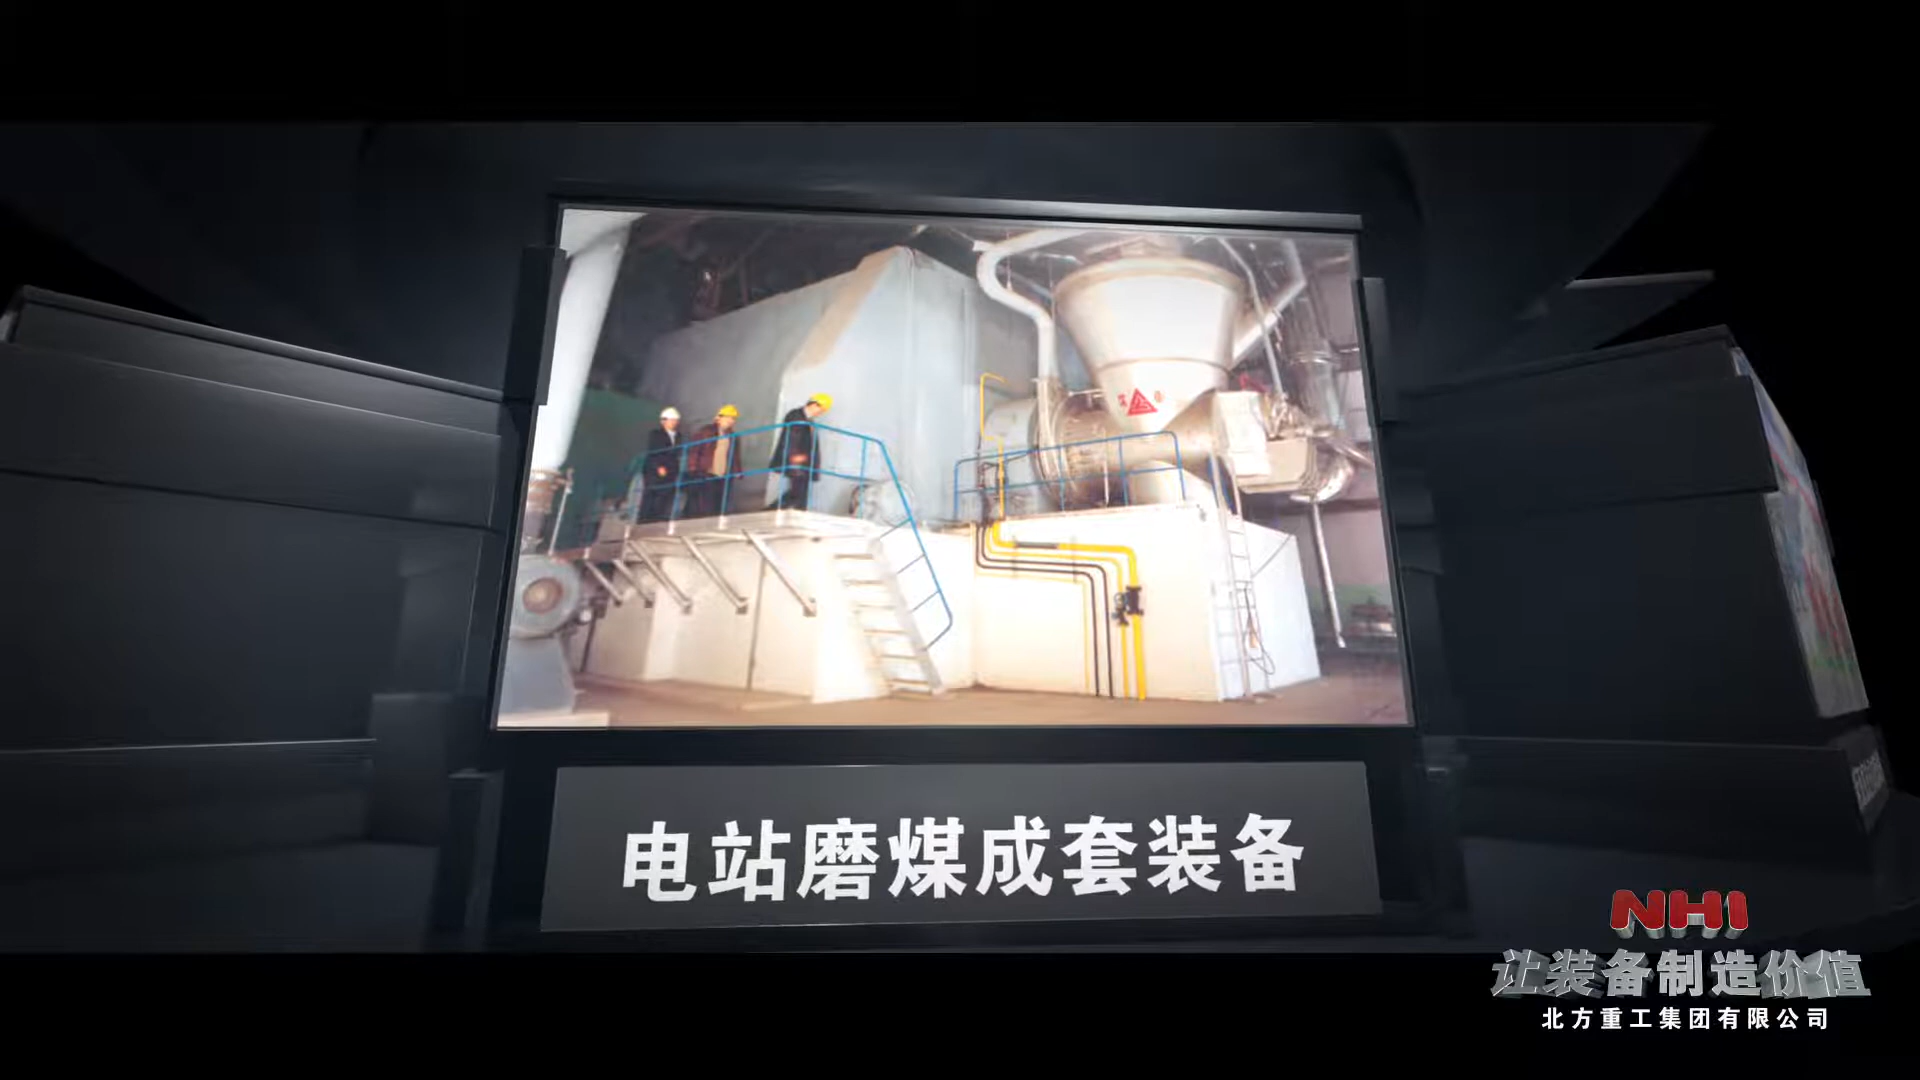 电站磨煤成套装备
NHI
让装备制造价值
北方重工集团有限公司